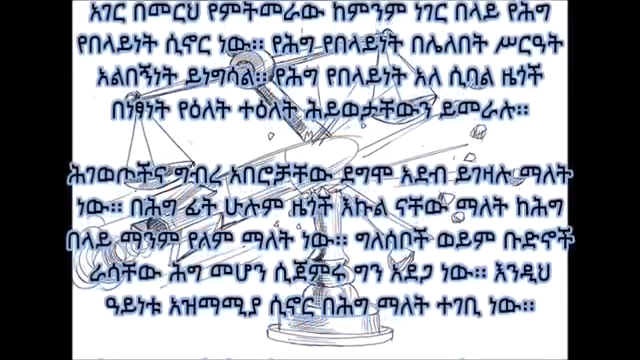 አገር በመርህ የምትመራው ከምንም ነገር በላይ የሕግ
የበላይነት ሲኖር ነው። የሕግ የበላይነት በሌለበት ሥርዓት
አልበኝነት ይነግሳል። የሕግ የበላይነት አለ ሲባል ዜጎች
በነፃነት የዕለት ተዕለት ሕይወታቸውን ይመራሉ።
ሕገወጦችና ግብረ አበሮቻቸው ደግሞ አደብ ይገዛሉ ማለት
ነው። በሕግ ፊት ሁሉም ዜጎች እኩል ናቸው ማለት ከሕግ
በላይ ማንም የለም ማለት ነው። ግለሰቦች ወይም ቡድኖች
ራሳቸው ሕግ መሆን ሲጀምሩ ግን አደጋ ነው። እንዲህ
ዓይነቱ አዝማሚያ ሲኖር በሕግ ማለት ተገቢ ነው።